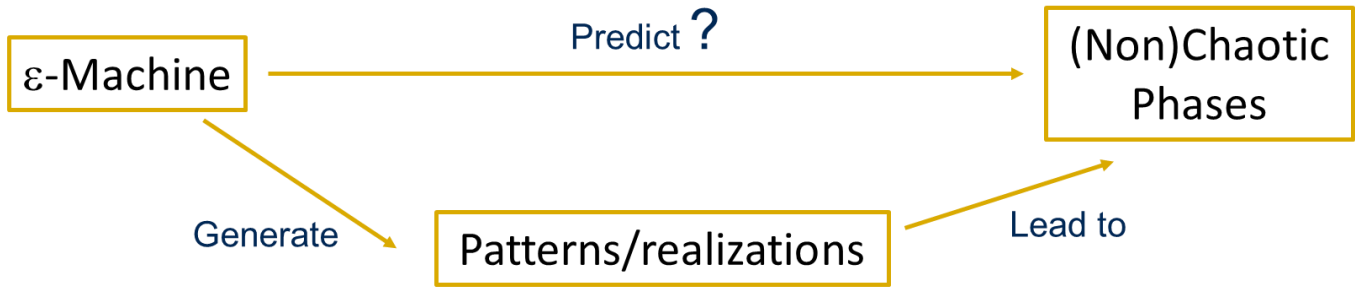 Predict ?
ε-Machine
(Non)Chaotic
Phases
Generate
Patterns/realizations
Lead to